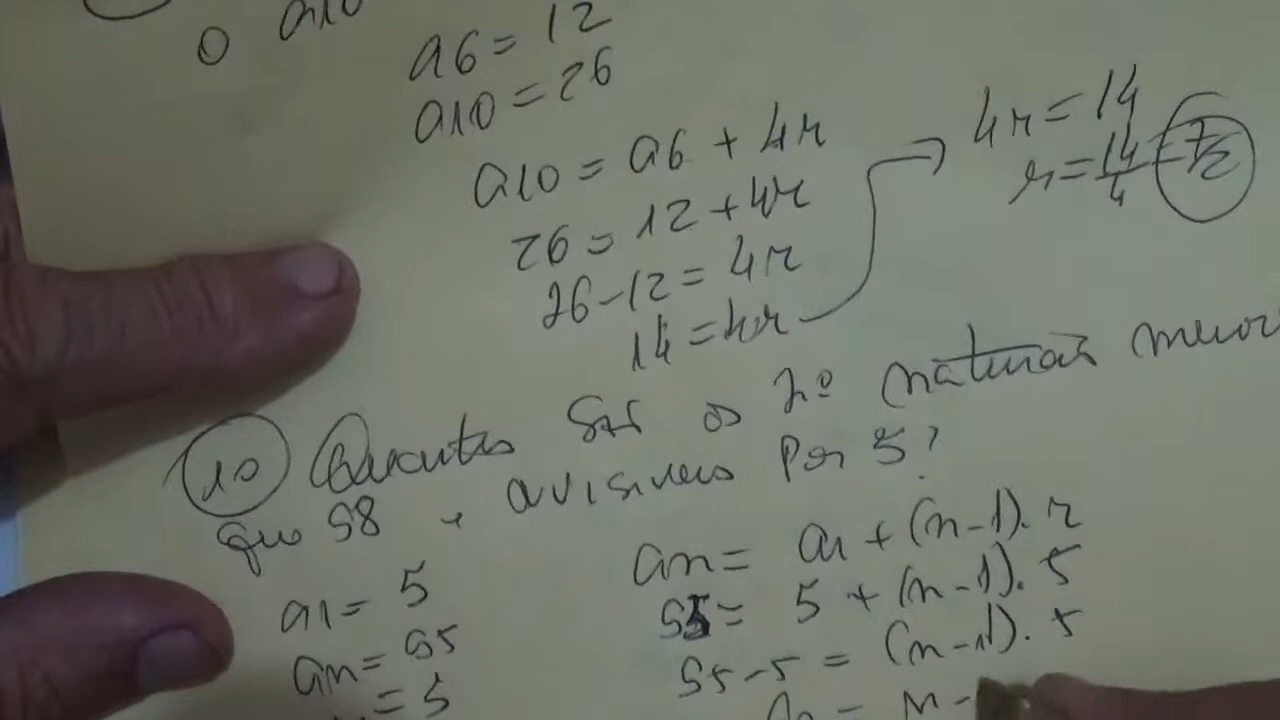 o a10
a6 = 12
a10 = 26
a10 = a6 + 4r
26 = 12 + 4r
26 - 12 = 4r
14 = 4r
4r = 14
r = 14/4 = 7/2
10 Quantos são os nº naturais menor
que 58 e divisíveis por 5?
a1 = 5
an = 55
= 5
an = a1 + (n-1). r
55 = 5 + (n-1). 5
55-5 = (n-1). 5
= n -